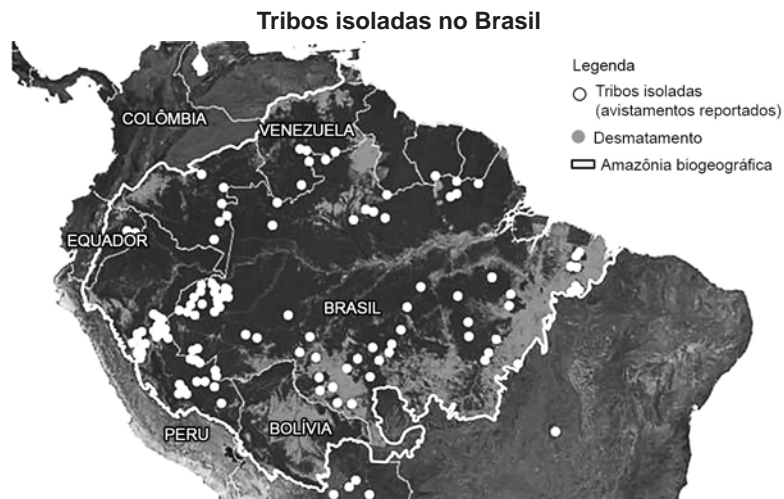 Tribos isoladas no Brasil
Legenda
Tribos isoladas
(avistamentos reportados)
Desmatamento
Amazônia biogeográfica
COLÔMBIA
VENEZUELA
EQUADOR
BRASIL
PERU
BOLÍVIA